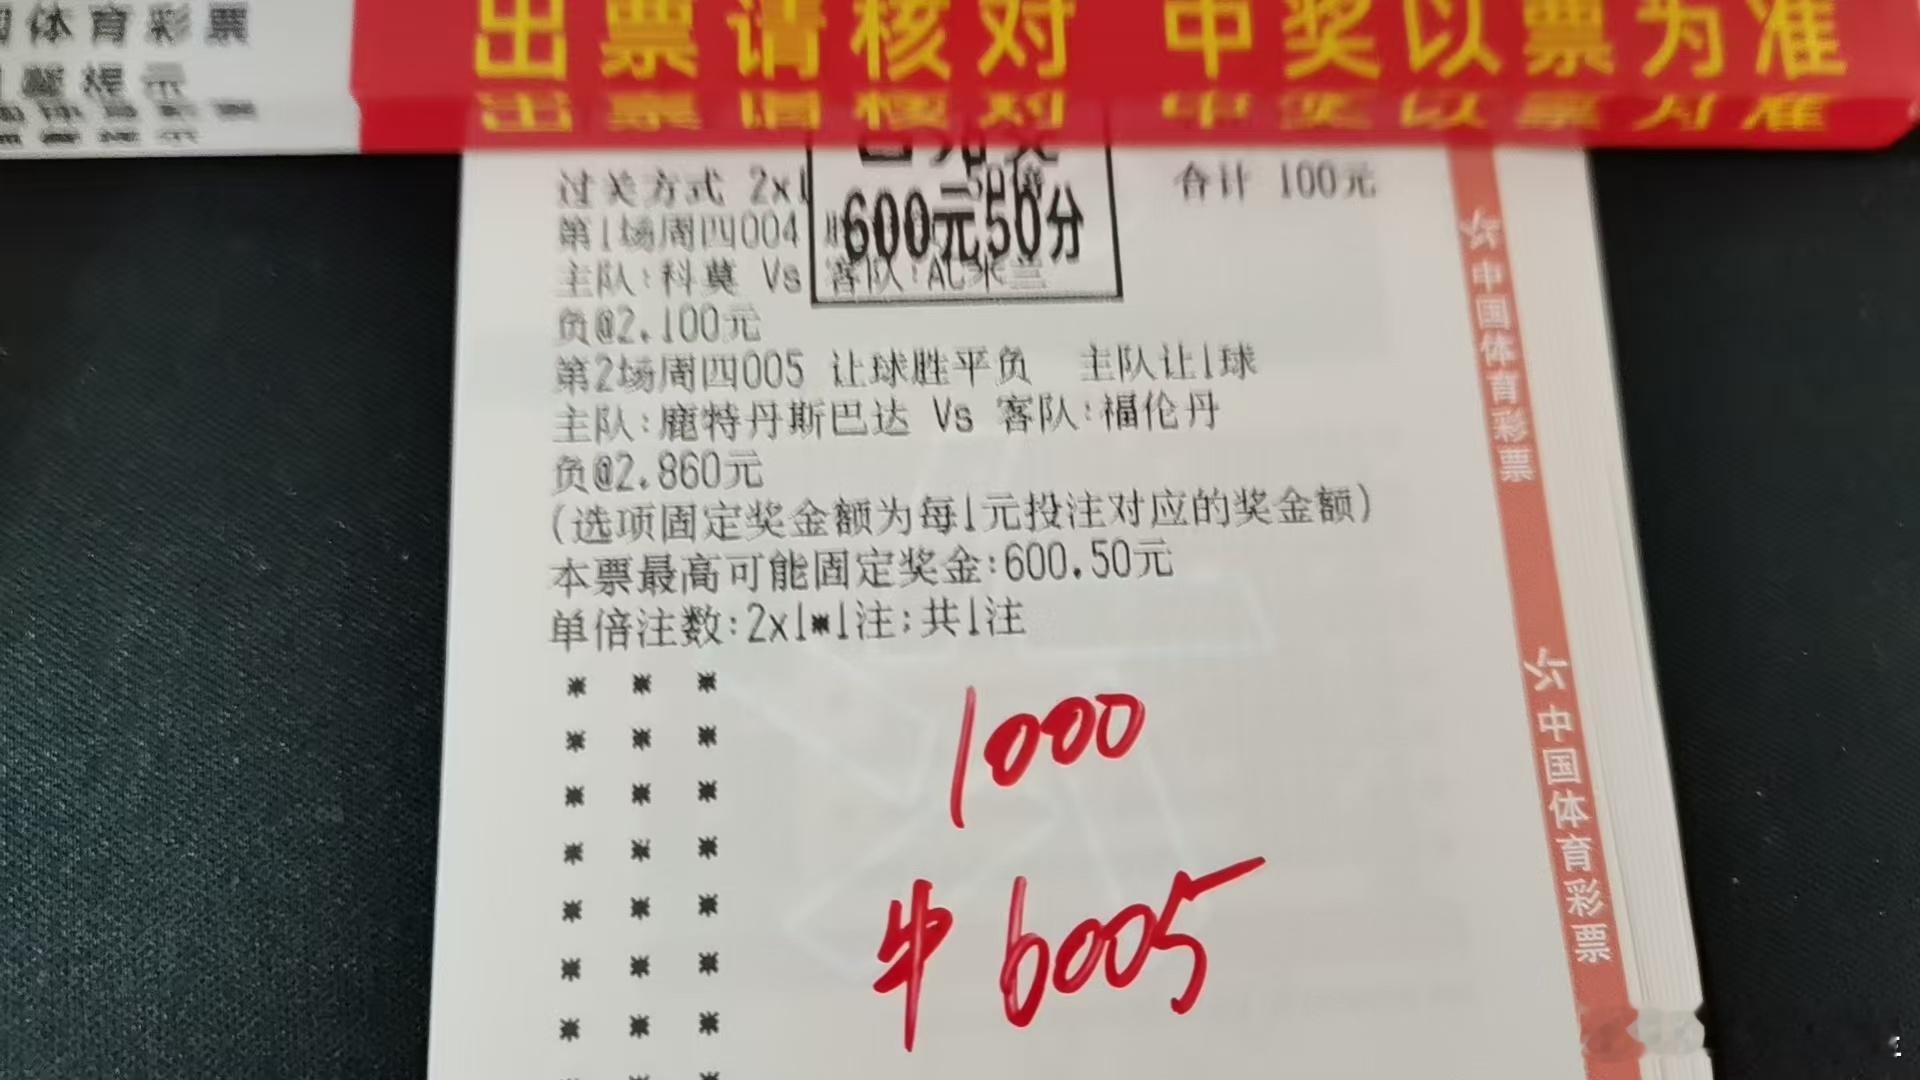 体育彩票
出票请核对 中奖以票为准
过关方式 2x1
合计 100元
600元50分
第1场周四004
主队:科莫 Vs 客队:AC米兰
负@2.100元
第2场周四005 让球胜平负 主队让1球
主队:鹿特丹斯巴达 Vs 客队:福伦丹
负@2.860元
(选项固定奖金额为每1元投注对应的奖金额)
本票最高可能固定奖金:600.50元
单倍注数:2x1*1注;共1注
1000
中6005
中国体育彩票
中国体育彩票